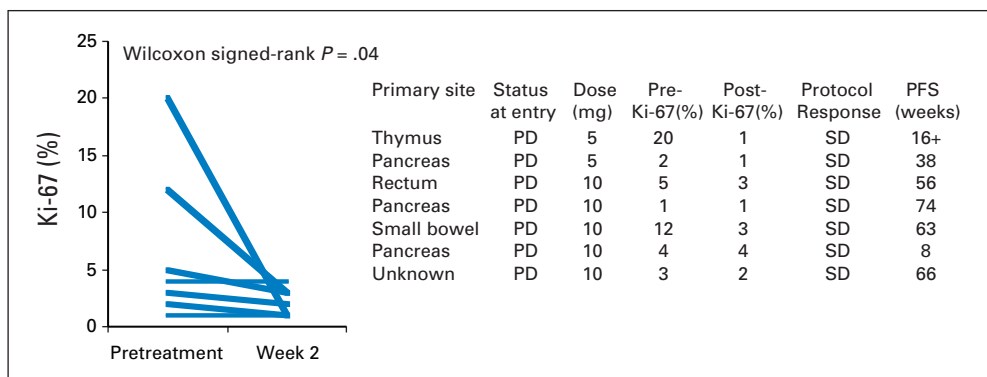 25
20
15
10
5
0
Ki-67 (%)
Pretreatment Week 2
Wilcoxon signed-rank P = .04
Primary site Status at entry Dose (mg) Pre-Ki-67(%) Post-Ki-67(%) Protocol Response PFS (weeks)
Thymus PD 5 20 1 SD 16+
Pancreas PD 5 2 1 SD 38
Rectum PD 10 5 3 SD 56
Pancreas PD 10 1 1 SD 74
Small bowel PD 10 12 3 SD 63
Pancreas PD 10 4 4 SD 8
Unknown PD 10 3 2 SD 66